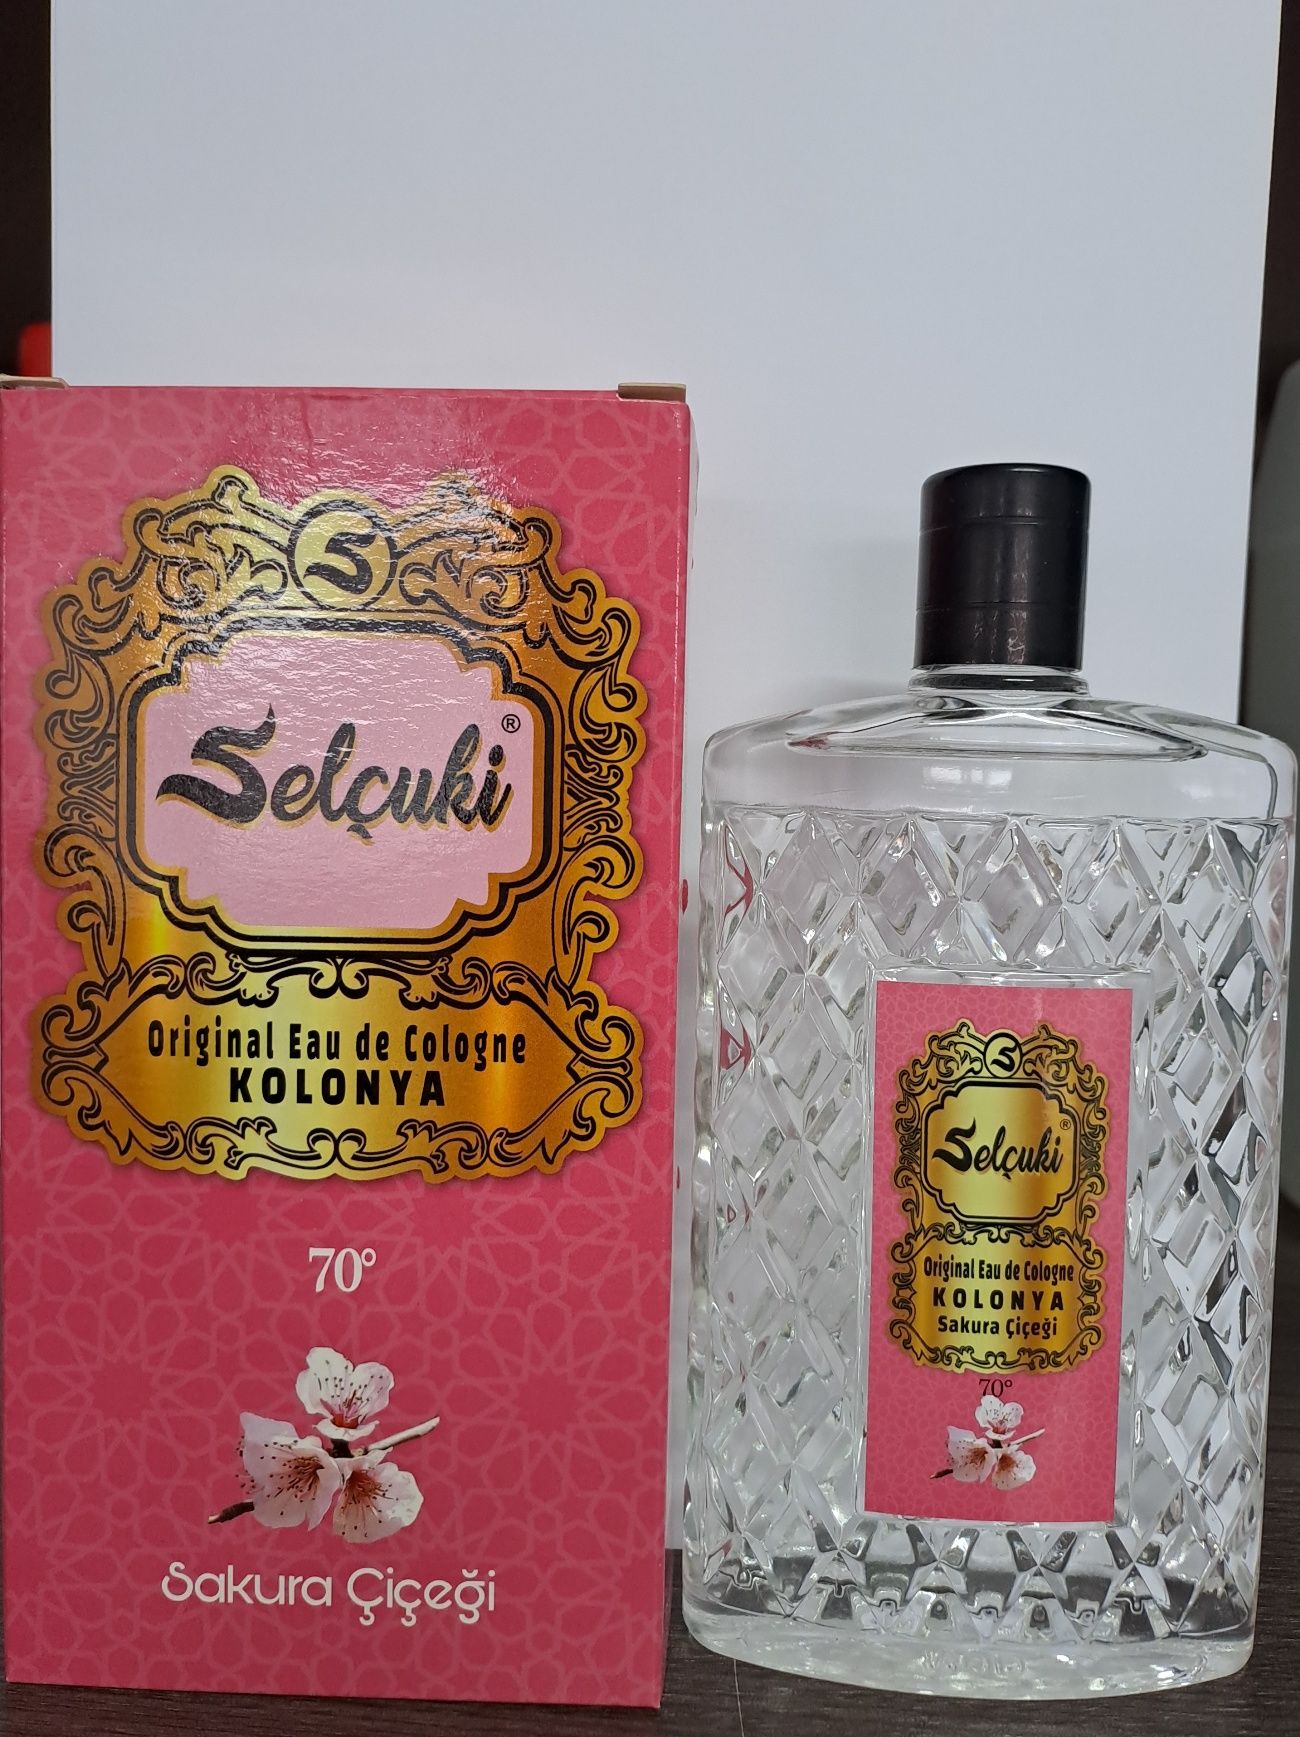 S
Selçuki®
Original Eau de Cologne
KOLONYA
70°
Sakura Çiçeği
S
Selçuki®
Original Eau de Cologne
KOLONYA
Sakura Çiçeği
70°